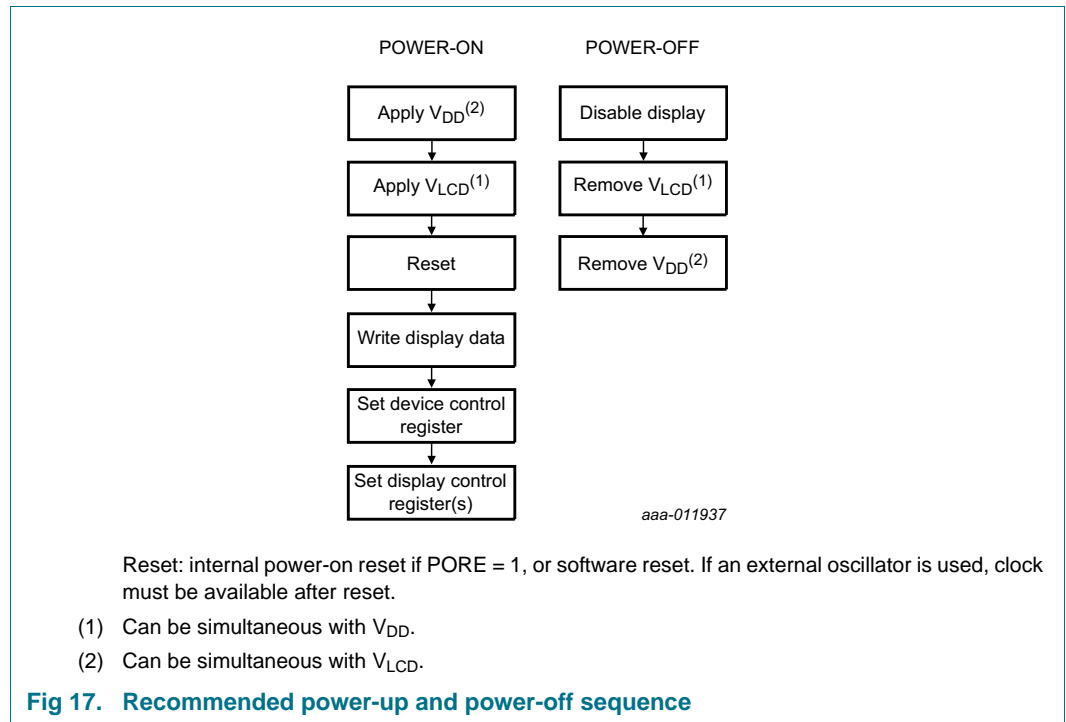 POWER-ON
Apply VDD(2)
Apply VLCD(1)
Reset
Write display data
Set device control
register
Set display control
register(s)
POWER-OFF
Disable display
Remove VLCD(1)
Remove VDD(2)
aaa-011937
Reset: internal power-on reset if PORE = 1, or software reset. If an external oscillator is used, clock
must be available after reset.
(1) Can be simultaneous with VDD.
(2) Can be simultaneous with VLCD.
Fig 17. Recommended power-up and power-off sequence